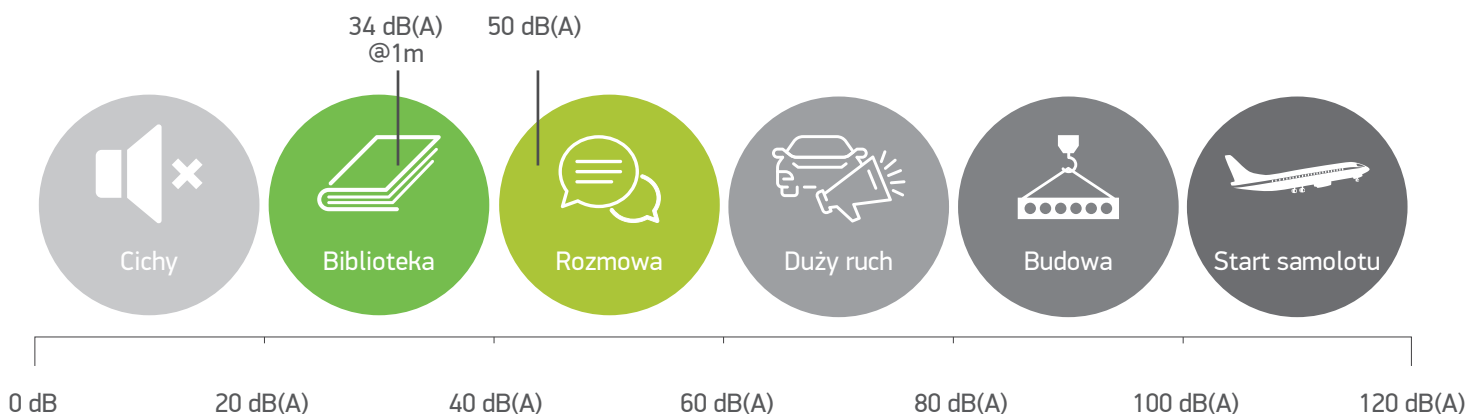 34 dB(A)
@1m
50 dB(A)
Cichy
Biblioteka
Rozmowa
Duży ruch
Budowa
Start samolotu
0 dB
20 dB(A)
40 dB(A)
60 dB(A)
80 dB(A)
100 dB(A)
120 dB(A)